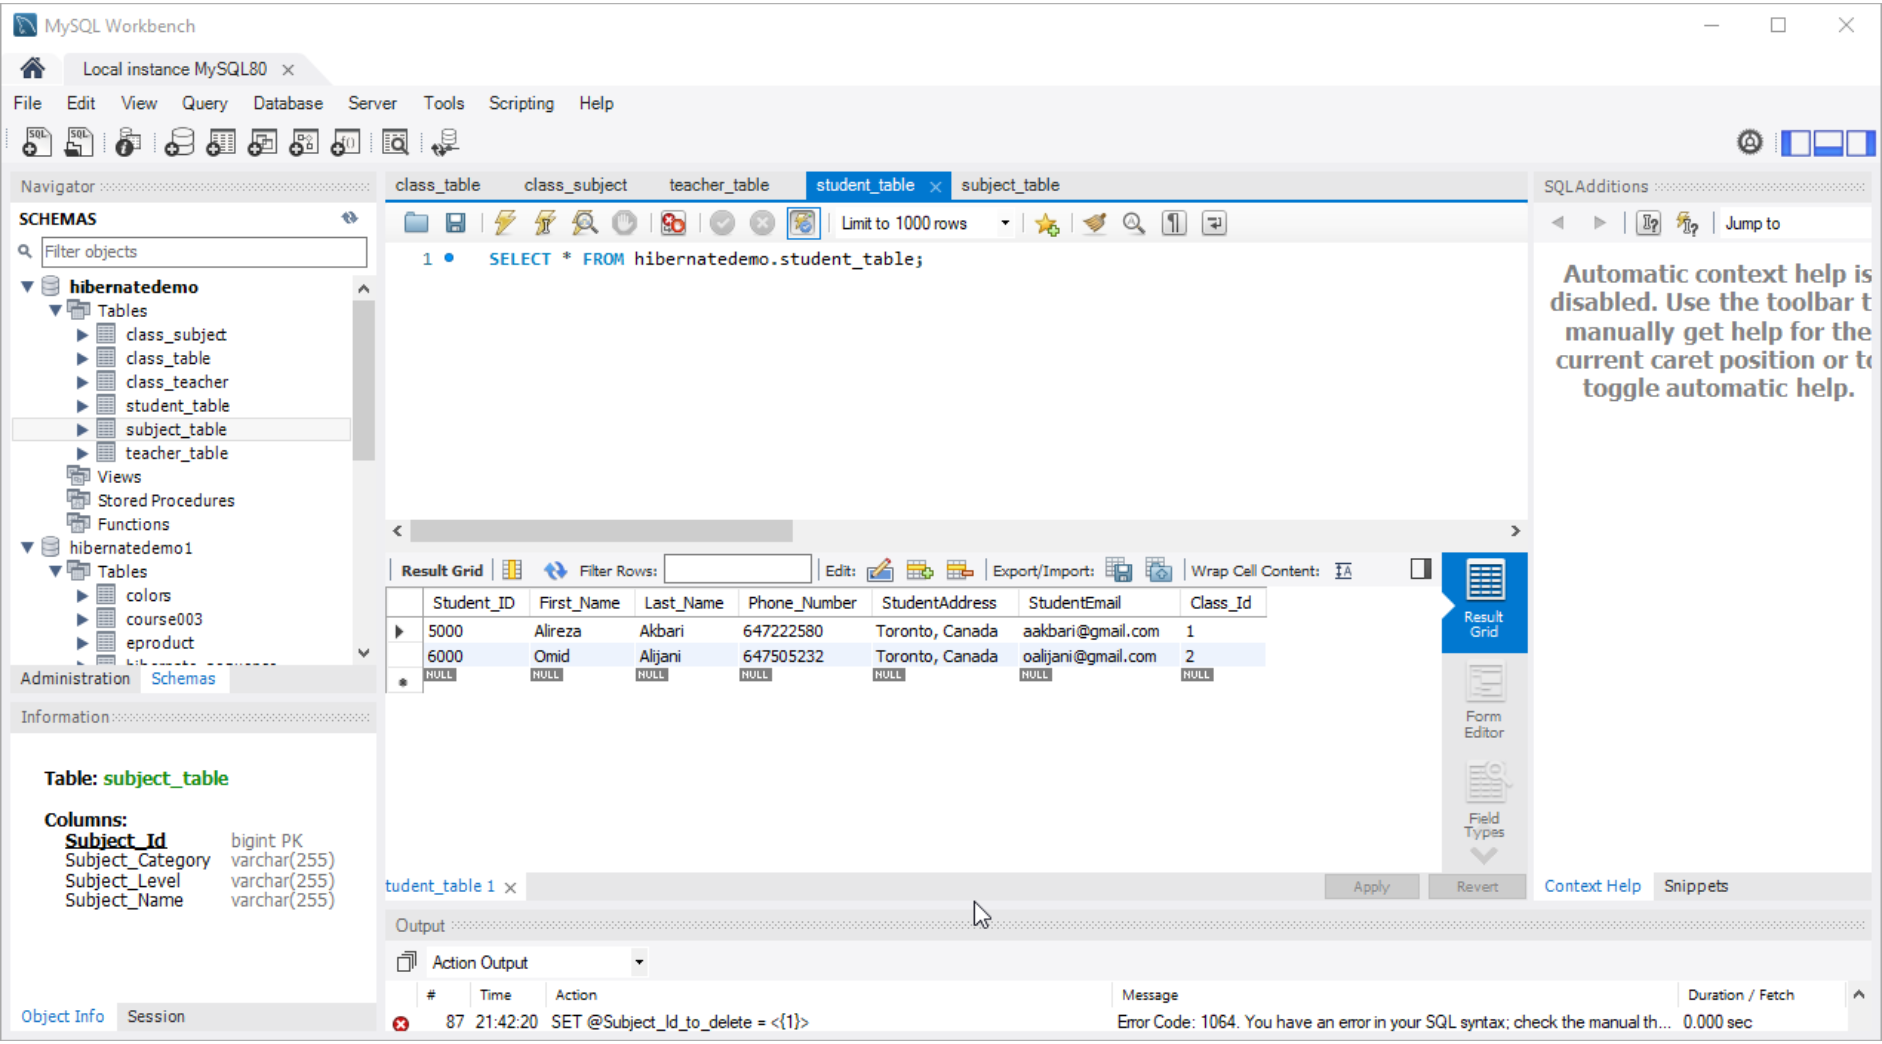 MySQL Workbench
Local instance MySQL80
File Edit View Query Database Server Tools Scripting Help
Navigator
SCHEMAS
Filter objects
hibernatedemo
Tables
class_subject
class_table
class_teacher
student_table
subject_table
teacher_table
Views
Stored Procedures
Functions
hibernatedemo1
Tables
colors
course003
eproduct
Administration Schemas
Information
Table: subject_table
Columns:
Subject_Id bigint PK
Subject_Category varchar(255)
Subject_Level varchar(255)
Subject_Name varchar(255)
Object Info Session
class_table class_subject teacher_table student_table subject_table
Limit to 1000 rows
1 SELECT * FROM hibernatedemo.student_table;
Result Grid Filter Rows: Edit: Export/Import: Wrap Cell Content:
Student_ID First_Name Last_Name Phone_Number StudentAddress StudentEmail Class_Id
5000 Alireza Akbari 647222580 Toronto, Canada aakbari@gmail.com 1
6000 Omid Alijani 647505232 Toronto, Canada oalijani@gmail.com 2
NULL NULL NULL NULL NULL NULL NULL
Result
Grid
Form
Editor
Field
Types
tudent_table 1
Apply Revert
SQLAdditions
Jump to
Automatic context help is
disabled. Use the toolbar t
manually get help for the
current caret position or to
toggle automatic help.
Context Help Snippets
Output
Action Output
# Time Action Message Duration / Fetch
87 21:42:20 SET @Subject_Id_to_delete = <{1}> Error Code: 1064. You have an error in your SQL syntax; check the manual th... 0.000 sec